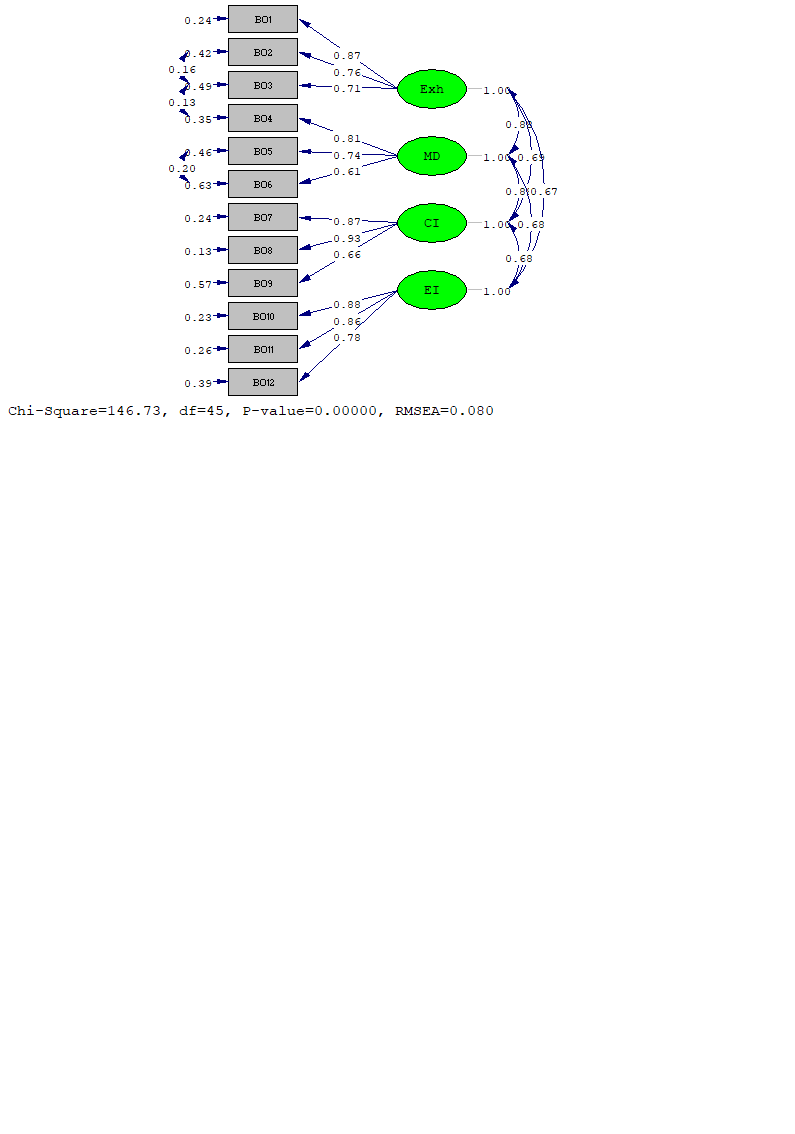 0.24 BO1
0.42 BO2 0.87
0.16 0.76
0.49 BO3 0.71 Exh 1.00
0.13
0.35 BO4 0.81
0.46 BO5 0.74 MD 1.00 0.69
0.20 0.61
0.63 BO6 0.67
0.24 BO7 0.87 CI 1.00 0.68
0.13 BO8 0.93
0.66 0.68
0.57 BO9
0.88 EI 1.00
0.23 BO10 0.86
0.78
0.26 BO11
0.39 BO12
Chi-Square=146.73, df=45, P-value=0.00000, RMSEA=0.080